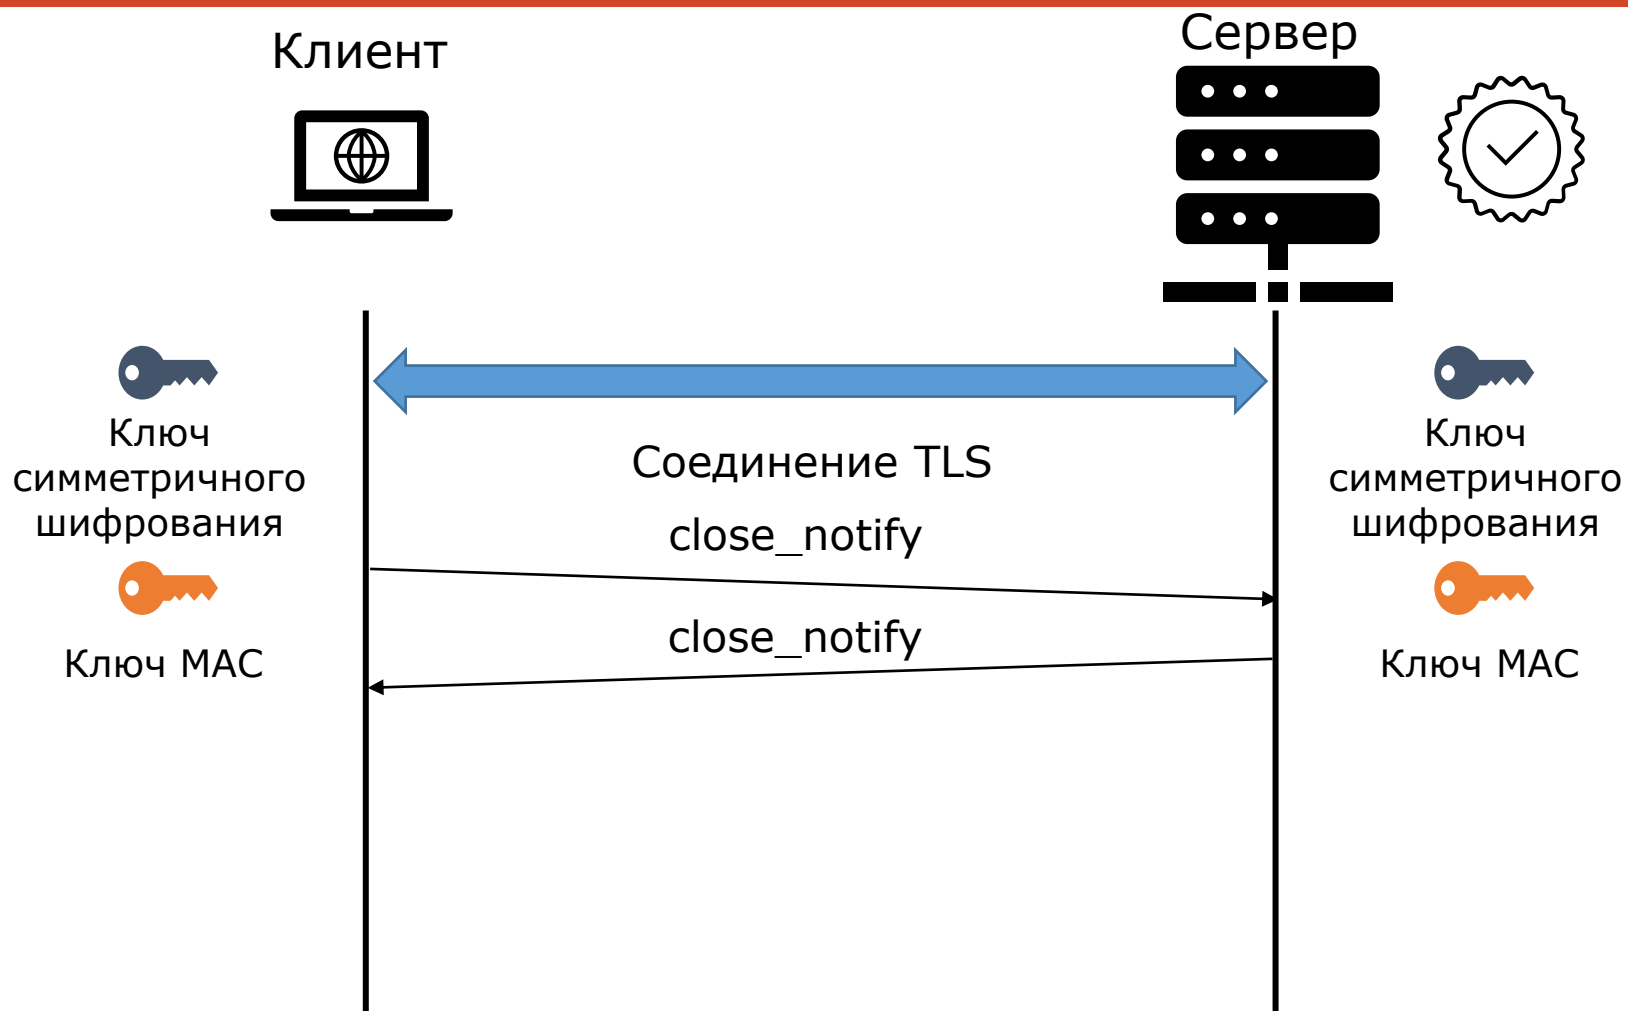 Клиент
Сервер
Ключ
симметричного
шифрования
Ключ MAC
Соединение TLS
close_notify
close_notify
Ключ
симметричного
шифрования
Ключ MAC